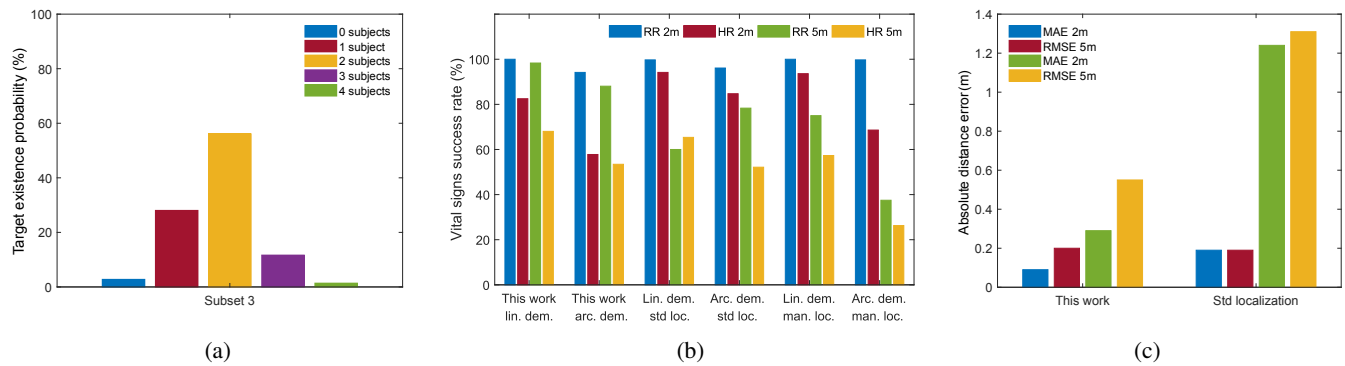 Target existence probability (%)
100
80
60
40
20
0
0 subjects
1 subject
2 subjects
3 subjects
4 subjects
Subset 3
(a)
Vital signs success rate (%)
RR 2m HR 2m RR 5m HR 5m
100
80
60
40
20
0
This work This work Lin. dem. Arc. dem. Lin. dem. Arc. dem.
lin. dem. arc. dem. std loc. std loc. man. loc. man. loc.
(b)
Absolute distance error (m)
1.4
1.2
1
0.8
0.6
0.4
0.2
0
MAE 2m
RMSE 5m
MAE 2m
RMSE 5m
This work Std localization
(c)